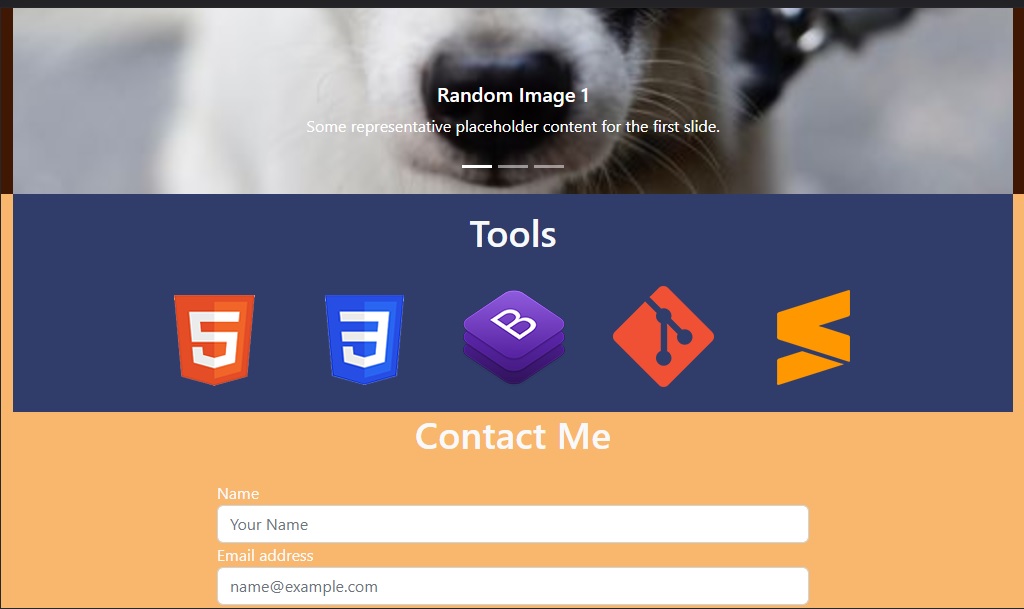 Random Image 1
Some representative placeholder content for the first slide.
Tools
5
3
B
Contact Me
Name
Your Name
Email address
name@example.com